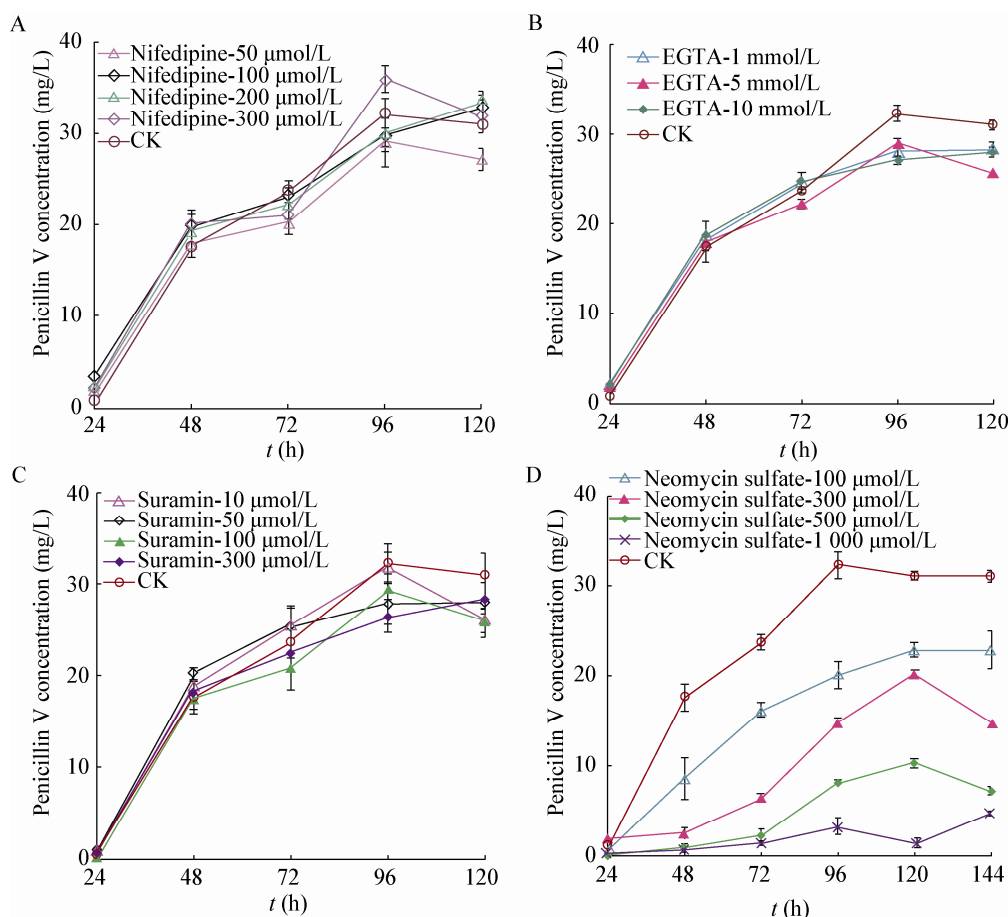 A
Penicillin V concentration (mg/L)
40
30
20
10
0
Nifedipine-50 μmol/L
Nifedipine-100 μmol/L
Nifedipine-200 μmol/L
Nifedipine-300 μmol/L
CK
24 48 72 96 120
t (h)
B
Penicillin V concentration (mg/L)
40
30
20
10
0
EGTA-1 mmol/L
EGTA-5 mmol/L
EGTA-10 mmol/L
CK
24 48 72 96 120
t (h)
C
Penicillin V concentration (mg/L)
40
30
20
10
0
Suramin-10 μmol/L
Suramin-50 μmol/L
Suramin-100 μmol/L
Suramin-300 μmol/L
CK
24 48 72 96 120
t (h)
D
Penicillin V concentration (mg/L)
40
30
20
10
0
Neomycin sulfate-100 μmol/L
Neomycin sulfate-300 μmol/L
Neomycin sulfate-500 μmol/L
Neomycin sulfate-1 000 μmol/L
CK
24 48 72 96 120 144
t (h)